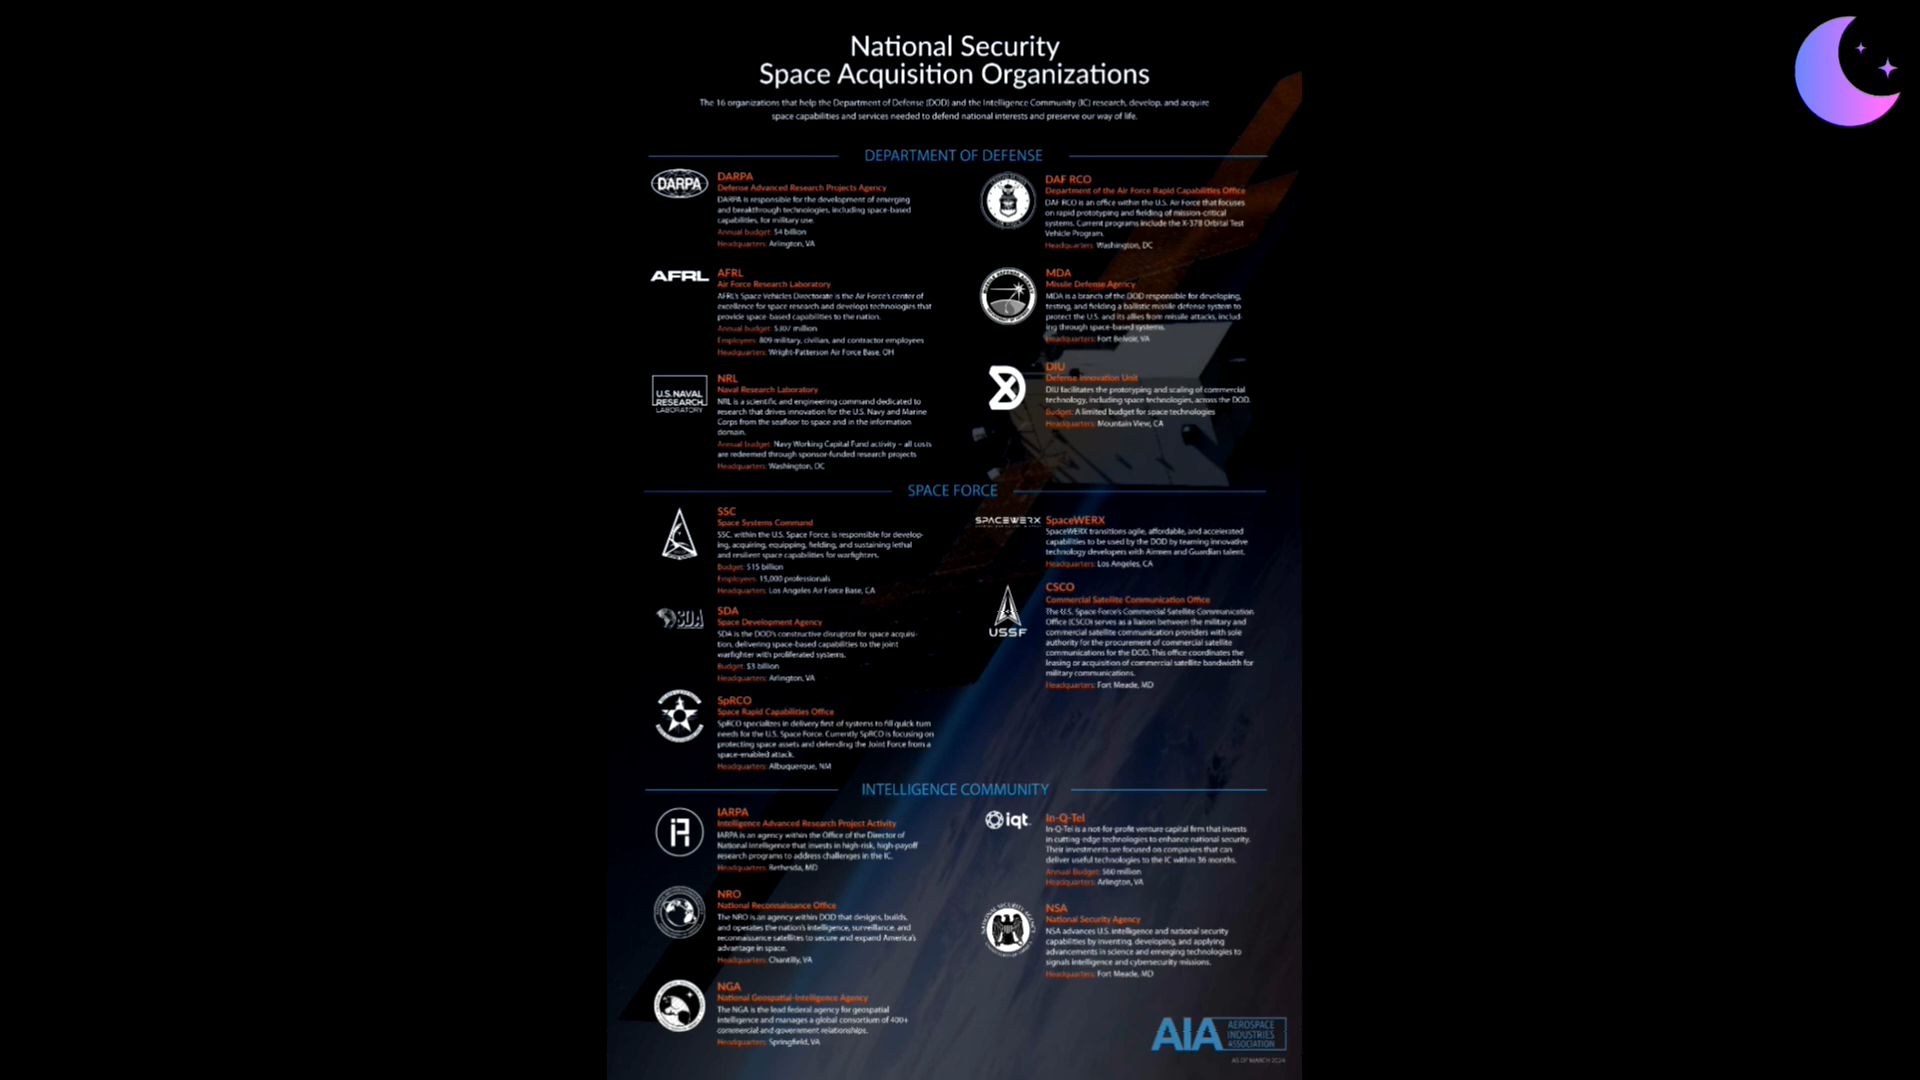 National Security
Space Acquisition Organizations
The 16 organizations that help the Department of Defense (DOD) and the Intelligence Community (IC) research, develop, and acquire
space capabilities and services needed to defend national interests and preserve our way of life.
DEPARTMENT OF DEFENSE
DARPA
DARPA
Defense Advanced Research Projects Agency
DARPA is responsible for the development of emerging
and breakthrough technologies, including space-based
capabilities, for military use.
Annual budget: $4 billion
Headquarters: Arlington, VA
AFRL
AFRL
Air Force Research Laboratory
AFRL's Space Vehicles Directorate is the Air Force's center of
excellence for space research and develops technologies that
provide space-based capabilities to the nation.
Annual budget: million
Employees: 809 military, civilian, and contractor employees
Headquarters: Wright-Patterson Air Force Base, OH
U.S. NAVAL
RESEARCH
LABORATORY
NRL
Naval Research Laboratory
NRL is a scientific and engineering command dedicated to
research that drives innovation for the U.S. Navy and Marine
Corps from the seafloor to space and in the information
domain.
Annual budget: Navy Working Capital Fund activity – all costs
are redeemed through sponsor-funded research projects
Headquarters: Washington, DC
DAF RCO
Department of the Air Force Rapid Capabilities Office
DAF RCO is an office within the U.S. Air Force that focuses
on rapid prototyping and fielding of mission-critical
systems. Current programs include the X-37B Orbital Test
Vehicle Program.
Headquarters: Washington, DC
MDA
Missile Defense Agency
MDA is a branch of the DOD responsible for developing,
testing, and fielding a ballistic missile defense system to
protect the U.S. and its allies from missile attacks, includ-
ing through space-based systems.
Headquarters: Fort Belvoir, VA
DIU
Defense Innovation Unit
DIU facilitates the prototyping and scaling of commercial
technology, including space technologies, across the DOD.
Budget: A limited budget for space technologies
Headquarters: Mountain View, CA
SPACE FORCE
SSC
Space Systems Command
SSC, within the U.S. Space Force, is responsible for develop-
ing, acquiring, equipping, fielding, and sustaining lethal
and resilient space capabilities for warfighters.
Budget: $15 billion
Employees: 15,000 professionals
Headquarters: Los Angeles Air Force Base, CA
SDA
SDA
Space Development Agency
SDA is the DOD's constructive disruptor for space acquisi-
tion, delivering space-based capabilities to the joint
warfighter with proliferated systems.
Budget: $3 billion
Headquarters: Arlington, VA
SpRCO
Space Rapid Capabilities Office
SpRCO specializes in delivery first of systems to fill quick turn
needs for the U.S. Space Force. Currently SpRCO is focusing on
protecting space assets and defending the Joint Force from a
space-enabled attack.
Headquarters: Albuquerque, NM
SPACEWERX
SpaceWERX
SpaceWERX transitions agile, affordable, and accelerated
capabilities to be used by the DOD by teaming innovative
technology developers with Airmen and Guardian talent.
Headquarters: Los Angeles, CA
USSF
CSCO
Commercial Satellite Communication Office
The U.S. Space Force's Commercial Satellite Communication
Office (CSCO) serves as a liaison between the military and
commercial satellite communication providers with sole
authority for the procurement of commercial satellite
communications for the DOD. This office coordinates the
leasing or acquisition of commercial satellite bandwidth for
military communications.
Headquarters: Fort Meade, MD
INTELLIGENCE COMMUNITY
IARPA
Intelligence Advanced Research Project Activity
IARPA is an agency within the Office of the Director of
National Intelligence that invests in high-risk, high-payoff
research programs to address challenges in the IC.
Headquarters: Bethesda, MD
NRO
National Reconnaissance Office
The NRO is an agency within DOD that designs, builds,
and operates the nation's intelligence, surveillance, and
reconnaissance satellites to secure and expand America's
advantage in space.
Headquarters: Chantilly, VA
NGA
National Geospatial-Intelligence Agency
The NGA is the lead federal agency for geospatial
intelligence and manages a global consortium of 400+
commercial and government relationships.
Headquarters: Springfield, VA
iqt
In-Q-Tel
In-Q-Tel is a not-for-profit venture capital firm that invests
in cutting-edge technologies to enhance national security.
Their investments are focused on companies that can
deliver useful technologies to the IC within 36 months.
Annual Budget: $60 million
Headquarters: Arlington, VA
NSA
National Security Agency
NSA advances U.S. intelligence and national security
capabilities by inventing, developing, and applying
advancements in science and emerging technologies to
signals intelligence and cybersecurity missions.
Headquarters: Fort Meade, MD
AIA
AEROSPACE
INDUSTRIES
ASSOCIATION
AS OF MARCH 2024